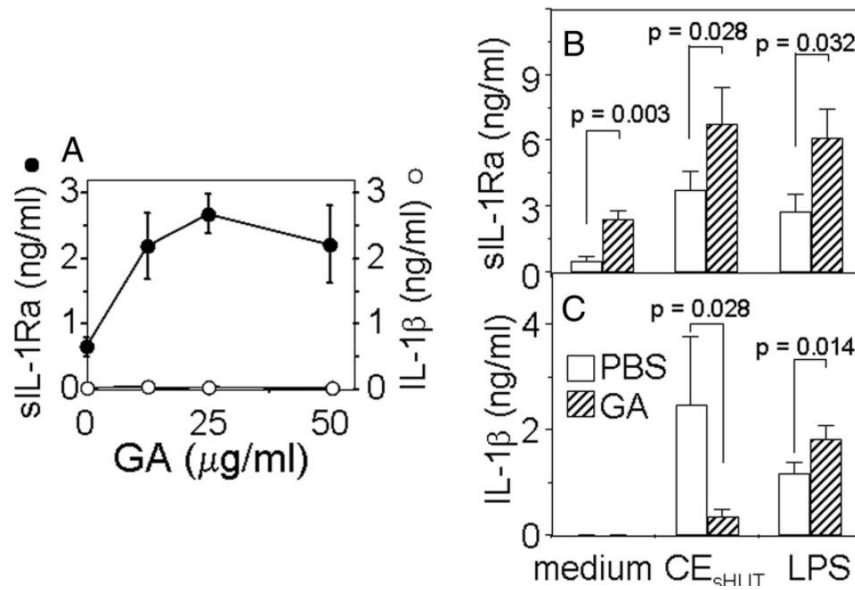 A
sIL-1Ra (ng/ml)
3
2
1
0
3
2
1
0
IL-1β (ng/ml)
0 25 50
GA (µg/ml)
B
sIL-1Ra (ng/ml)
9
6
3
0
p = 0.003
p = 0.028
p = 0.032
C
IL-1β (ng/ml)
4
2
0
p = 0.028
p = 0.014
PBS
GA
medium CEsHUT LPS